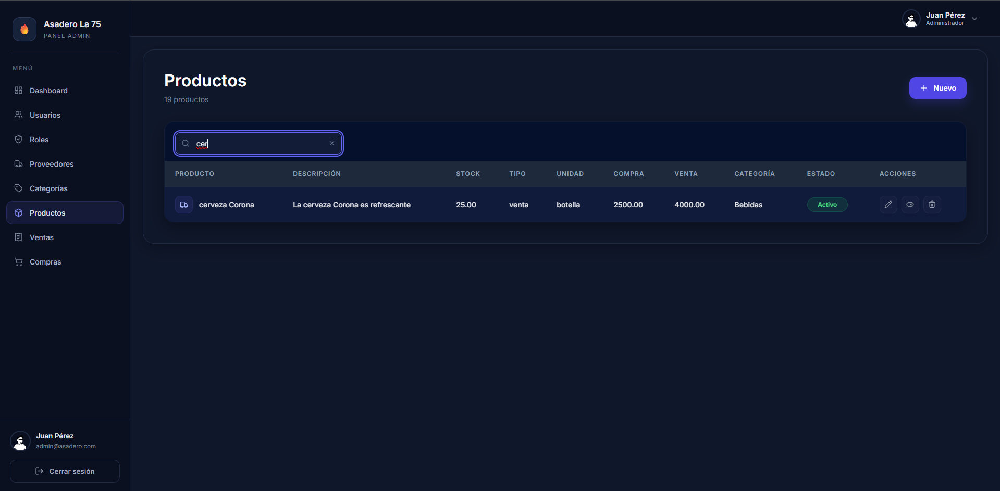 Asadero La 75
PANEL ADMIN
MENÚ
Dashboard
Usuarios
Roles
Proveedores
Categorías
Productos
Ventas
Compras
Juan Pérez
admin@asadero.com
Cerrar sesión
Juan Pérez
Administrador
Productos
19 productos
Nuevo
cer
PRODUCTO DESCRIPCIÓN STOCK TIPO UNIDAD COMPRA VENTA CATEGORÍA ESTADO ACCIONES
cerveza Corona La cerveza Corona es refrescante 25.00 venta botella 2500.00 4000.00 Bebidas Activo